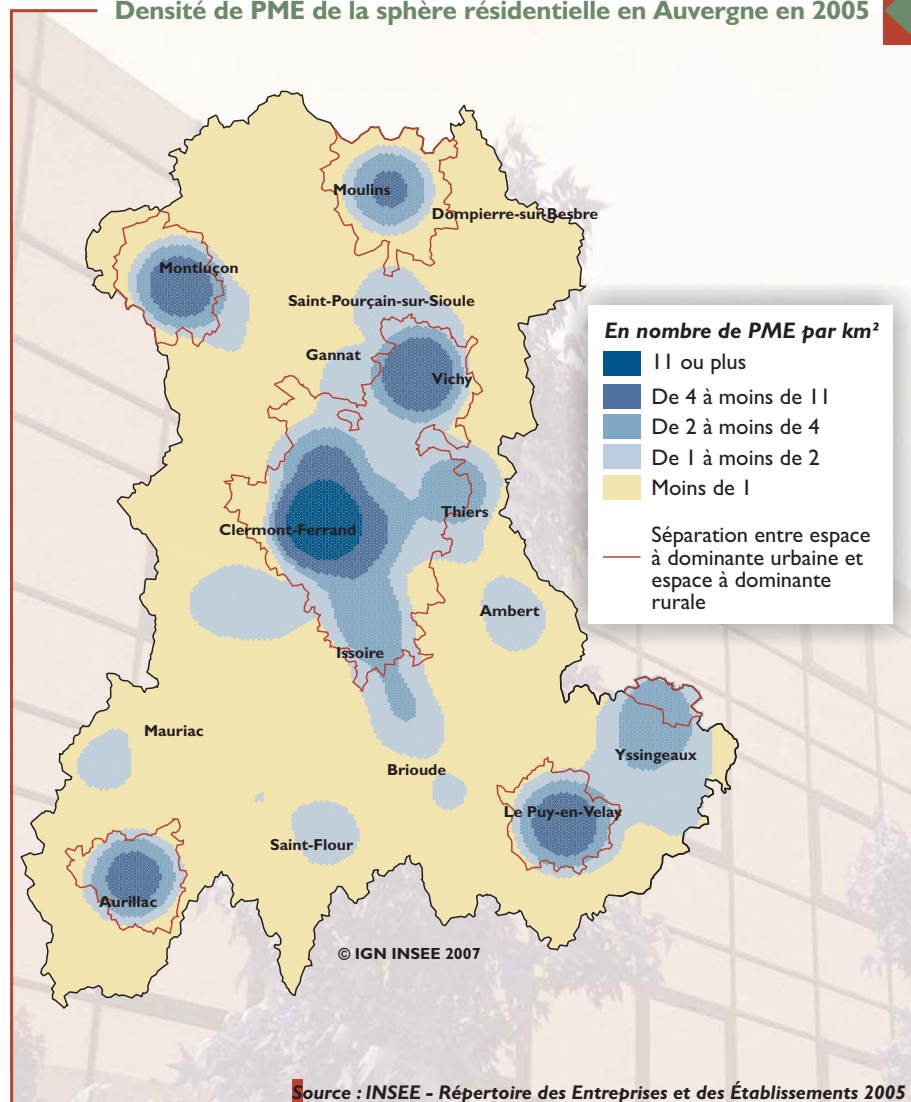 Densité de PME de la sphère résidentielle en Auvergne en 2005
Moulins
Dompierre-sur-Besbre
Montluçon
Saint-Pourçain-sur-Sioule
En nombre de PME par km²
11 ou plus
De 4 à moins de 11
De 2 à moins de 4
De 1 à moins de 2
Moins de 1
Séparation entre espace
à dominante urbaine et
espace à dominante
rurale
Gannat
Vichy
Thiers
Clermont-Ferrand
Ambert
Issoire
Mauriac
Yssingeaux
Brioude
Le Puy-en-Velay
Saint-Flour
Aurillac
© IGN INSEE 2007
Source : INSEE - Répertoire des Entreprises et des Établissements 2005